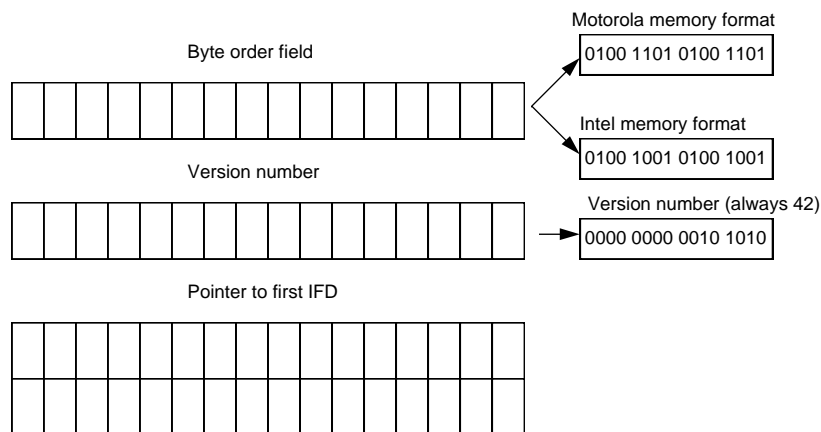 Motorola memory format
Byte order field
0100 1101 0100 1101
Intel memory format
0100 1001 0100 1001
Version number
Version number (always 42)
0000 0000 0010 1010
Pointer to first IFD